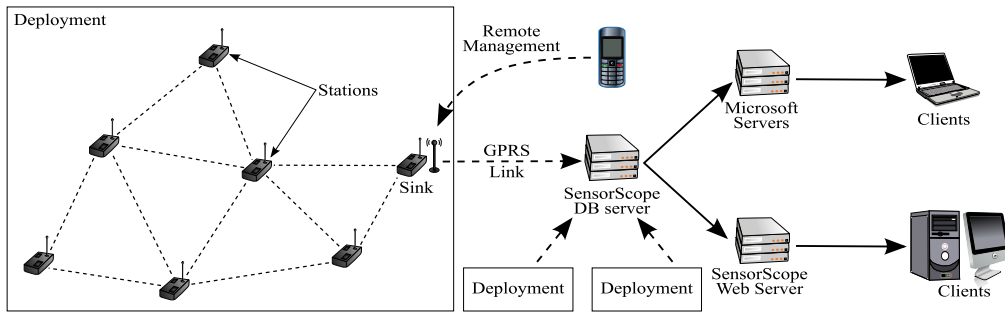 Deployment
Stations
Sink
Remote
Management
GPRS
Link
SensorScope
DB server
Deployment
Deployment
Microsoft
Servers
Clients
SensorScope
Web Server
Clients